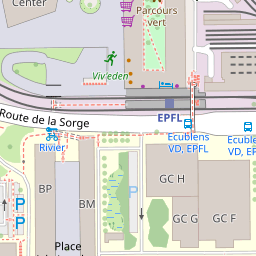 Center
Parcours
vert
Viv eden
EPFL
Route de la Sorge
Rivier
Ecublens
VD, EPFL
Ecublens
VD, EPFL
BP
BM
GC H
GC G
GC F
P
P
Place